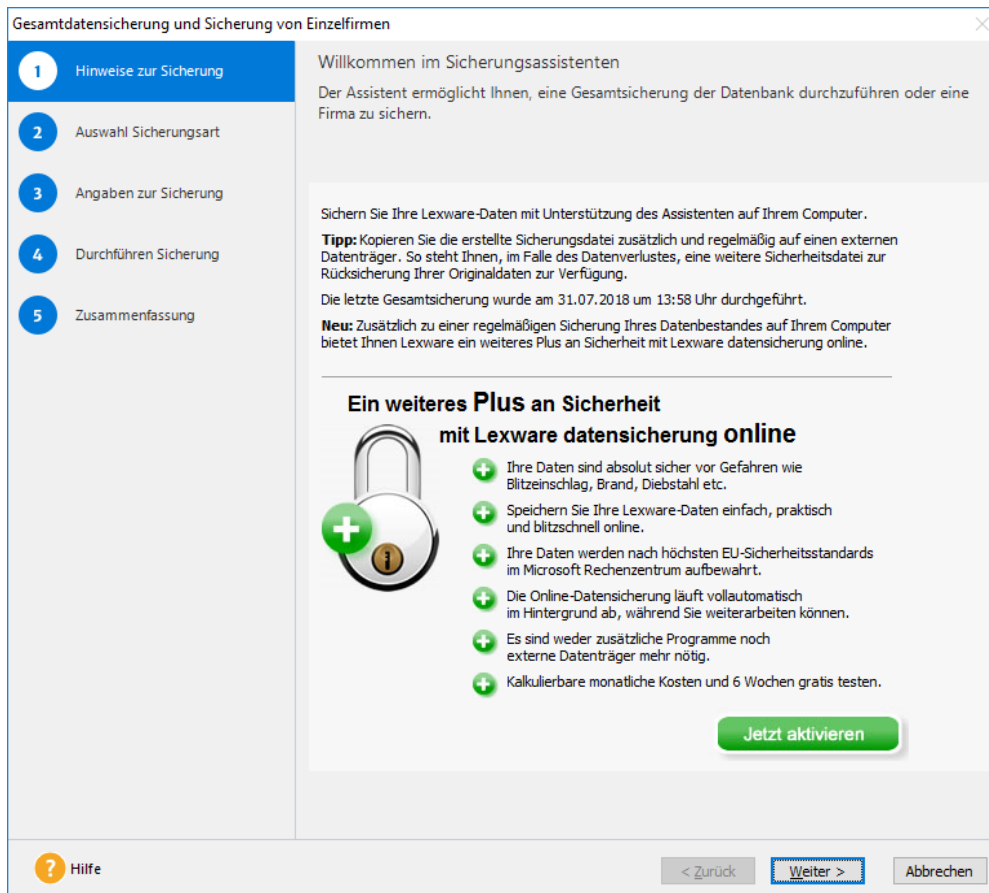 Gesamtdatensicherung und Sicherung von Einzelfirmen
1 Hinweise zur Sicherung
2 Auswahl Sicherungsart
3 Angaben zur Sicherung
4 Durchführen Sicherung
5 Zusammenfassung
Willkommen im Sicherungsassistenten
Der Assistent ermöglicht Ihnen, eine Gesamtsicherung der Datenbank durchzuführen oder eine
Firma zu sichern.
Sichern Sie Ihre Lexware-Daten mit Unterstützung des Assistenten auf Ihrem Computer.
Tipp: Kopieren Sie die erstellte Sicherungsdatei zusätzlich und regelmäßig auf einen externen
Datenträger. So steht Ihnen, im Falle des Datenverlustes, eine weitere Sicherheitsdatei zur
Rücksicherung Ihrer Originaldaten zur Verfügung.
Die letzte Gesamtsicherung wurde am 31.07.2018 um 13:58 Uhr durchgeführt.
Neu: Zusätzlich zu einer regelmäßigen Sicherung Ihres Datenbestandes auf Ihrem Computer
bietet Ihnen Lexware ein weiteres Plus an Sicherheit mit Lexware datensicherung online.
Ein weiteres Plus an Sicherheit
mit Lexware datensicherung online
Ihre Daten sind absolut sicher vor Gefahren wie
Blitzeinschlag, Brand, Diebstahl etc.
Speichern Sie Ihre Lexware-Daten einfach, praktisch
und blitzschnell online.
Ihre Daten werden nach höchsten EU-Sicherheitsstandards
im Microsoft Rechenzentrum aufbewahrt.
Die Online-Datensicherung läuft vollautomatisch
im Hintergrund ab, während Sie weiterarbeiten können.
Es sind weder zusätzliche Programme noch
externe Datenträger mehr nötig.
Kalkulierbare monatliche Kosten und 6 Wochen gratis testen.
Jetzt aktivieren
? Hilfe
< Zurück
Weiter >
Abbrechen